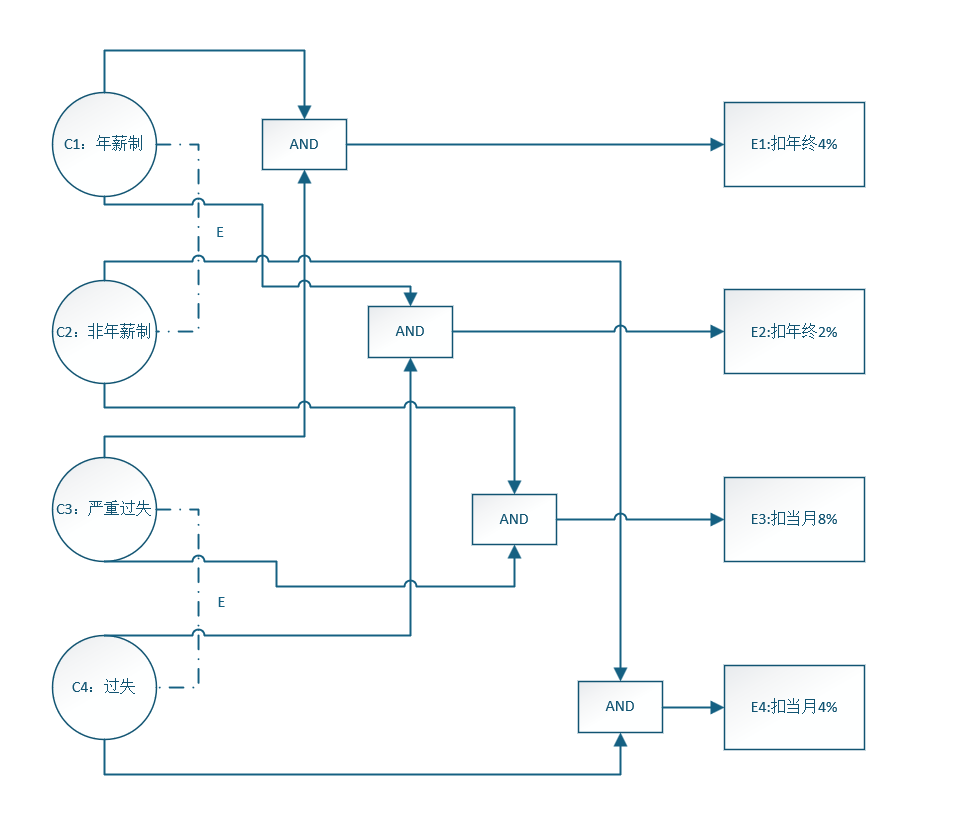 C1：年薪制
AND
E1:扣年终4%
E
C2：非年薪制
AND
E2:扣年终2%
C3：严重过失
AND
E3:扣当月8%
E
C4：过失
AND
E4:扣当月4%